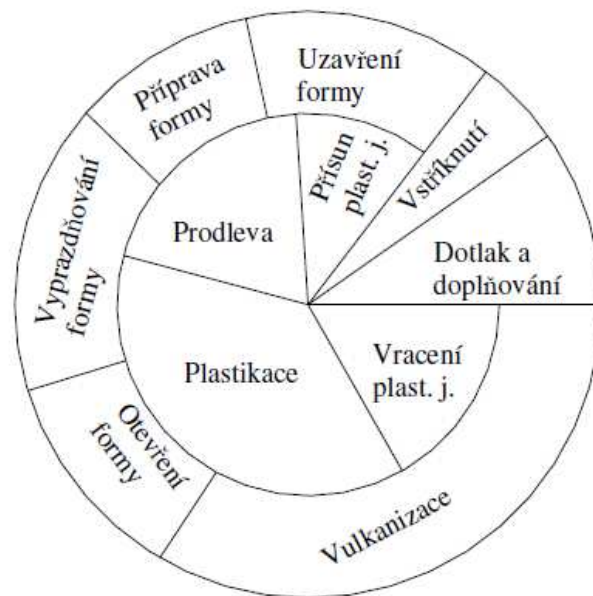 Uzavření
formy
Příprava
formy
Přísun
plast. j.
Vstříknutí
Vyprazdňování
formy
Prodleva
Dotlak a
doplňování
Plastikace
Vracení
plast. j.
Otevření
formy
Vulkanizace